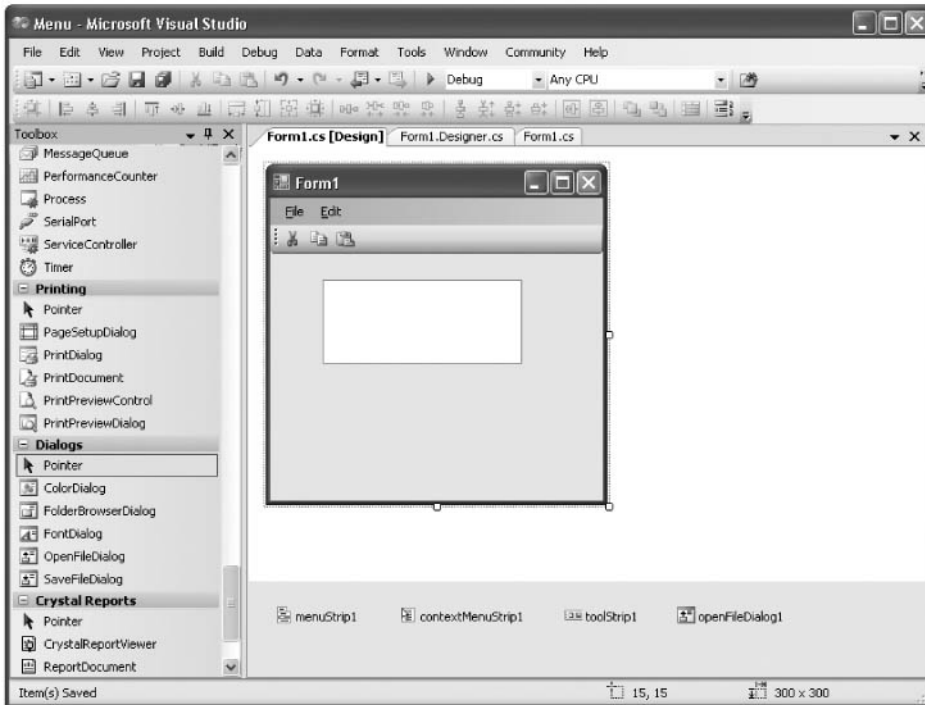 Menu - Microsoft Visual Studio
File Edit View Project Build Debug Data Format Tools Window Community Help
Debug Any CPU
Toolbox
Form1.cs [Design] Form1.Designer.cs Form1.cs
MessageQueue
PerformanceCounter
Process
SerialPort
ServiceController
Timer
Printing
Pointer
PageSetupDialog
PrintDialog
PrintDocument
PrintPreviewControl
PrintPreviewDialog
Dialogs
Pointer
ColorDialog
FolderBrowserDialog
FontDialog
OpenFileDialog
SaveFileDialog
Crystal Reports
Pointer
CrystalReportViewer
ReportDocument
Form1
File Edit
menuStrip1 contextMenuStrip1 toolStrip1 openFileDialog1
Item(s) Saved 15, 15 300 x 300